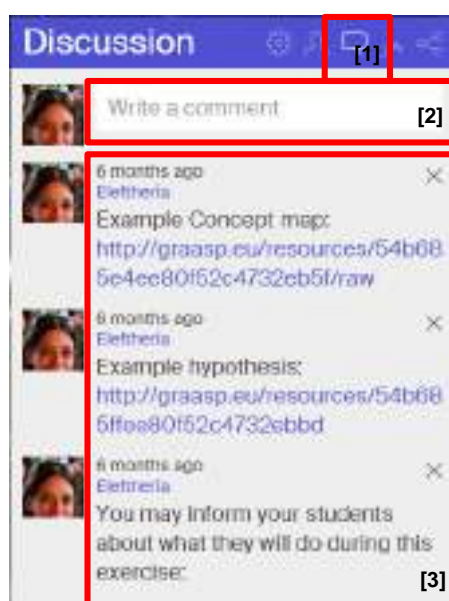 Discussion
[1]
Write a comment
[2]
6 months ago
Eleftheria
Example Concept map:
http://graasp.eu/resources/54b68
5e4ee80f52c4732eb5f/raw
6 months ago
Eleftheria
Example hypothesis:
http://graasp.eu/resources/54b68
5ffee80f52c4732ebbd
6 months ago
Eleftheria
You may inform your students
about what they will do during this
exercise:
[3]